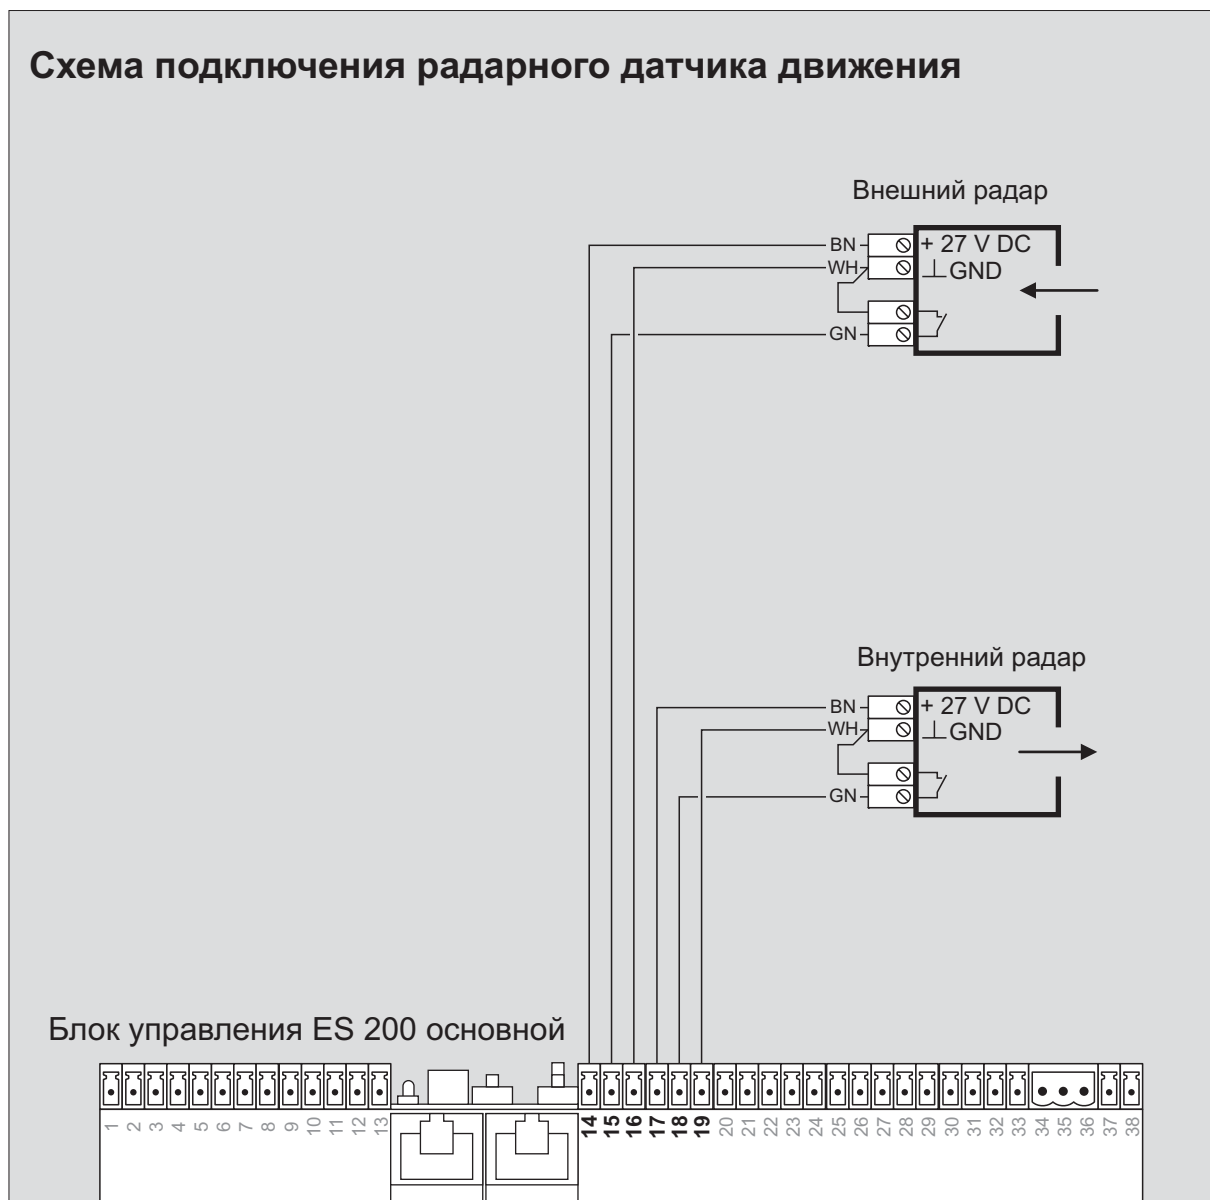 Схема подключения радарного датчика движения
Внешний радар
BN
+ 27 V DC
WH
GND
GN
Внутренний радар
BN
+ 27 V DC
WH
GND
GN
Блок управления ES 200 основной
1 2 3 4 5 6 7 8 9 10 11 12 13 14 15 16 17 18 19 20 21 22 23 24 25 26 27 28 29 30 31 32 33 34 35 36 37 38